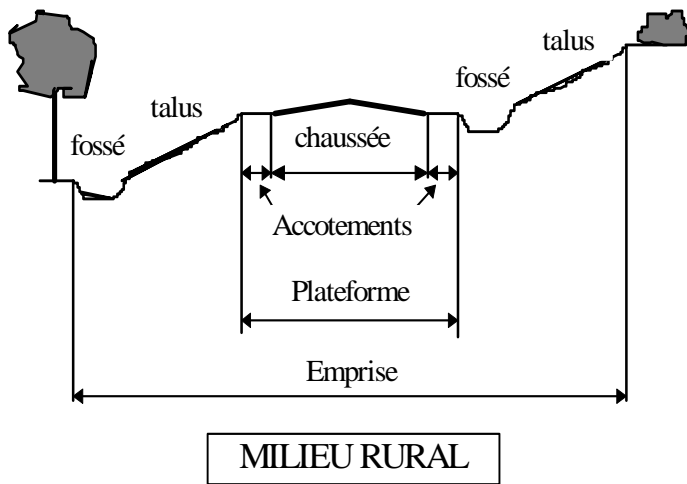 talus
fossé
talus
fossé
chaussée
Accotements
Plateforme
Emprise
MILIEU RURAL